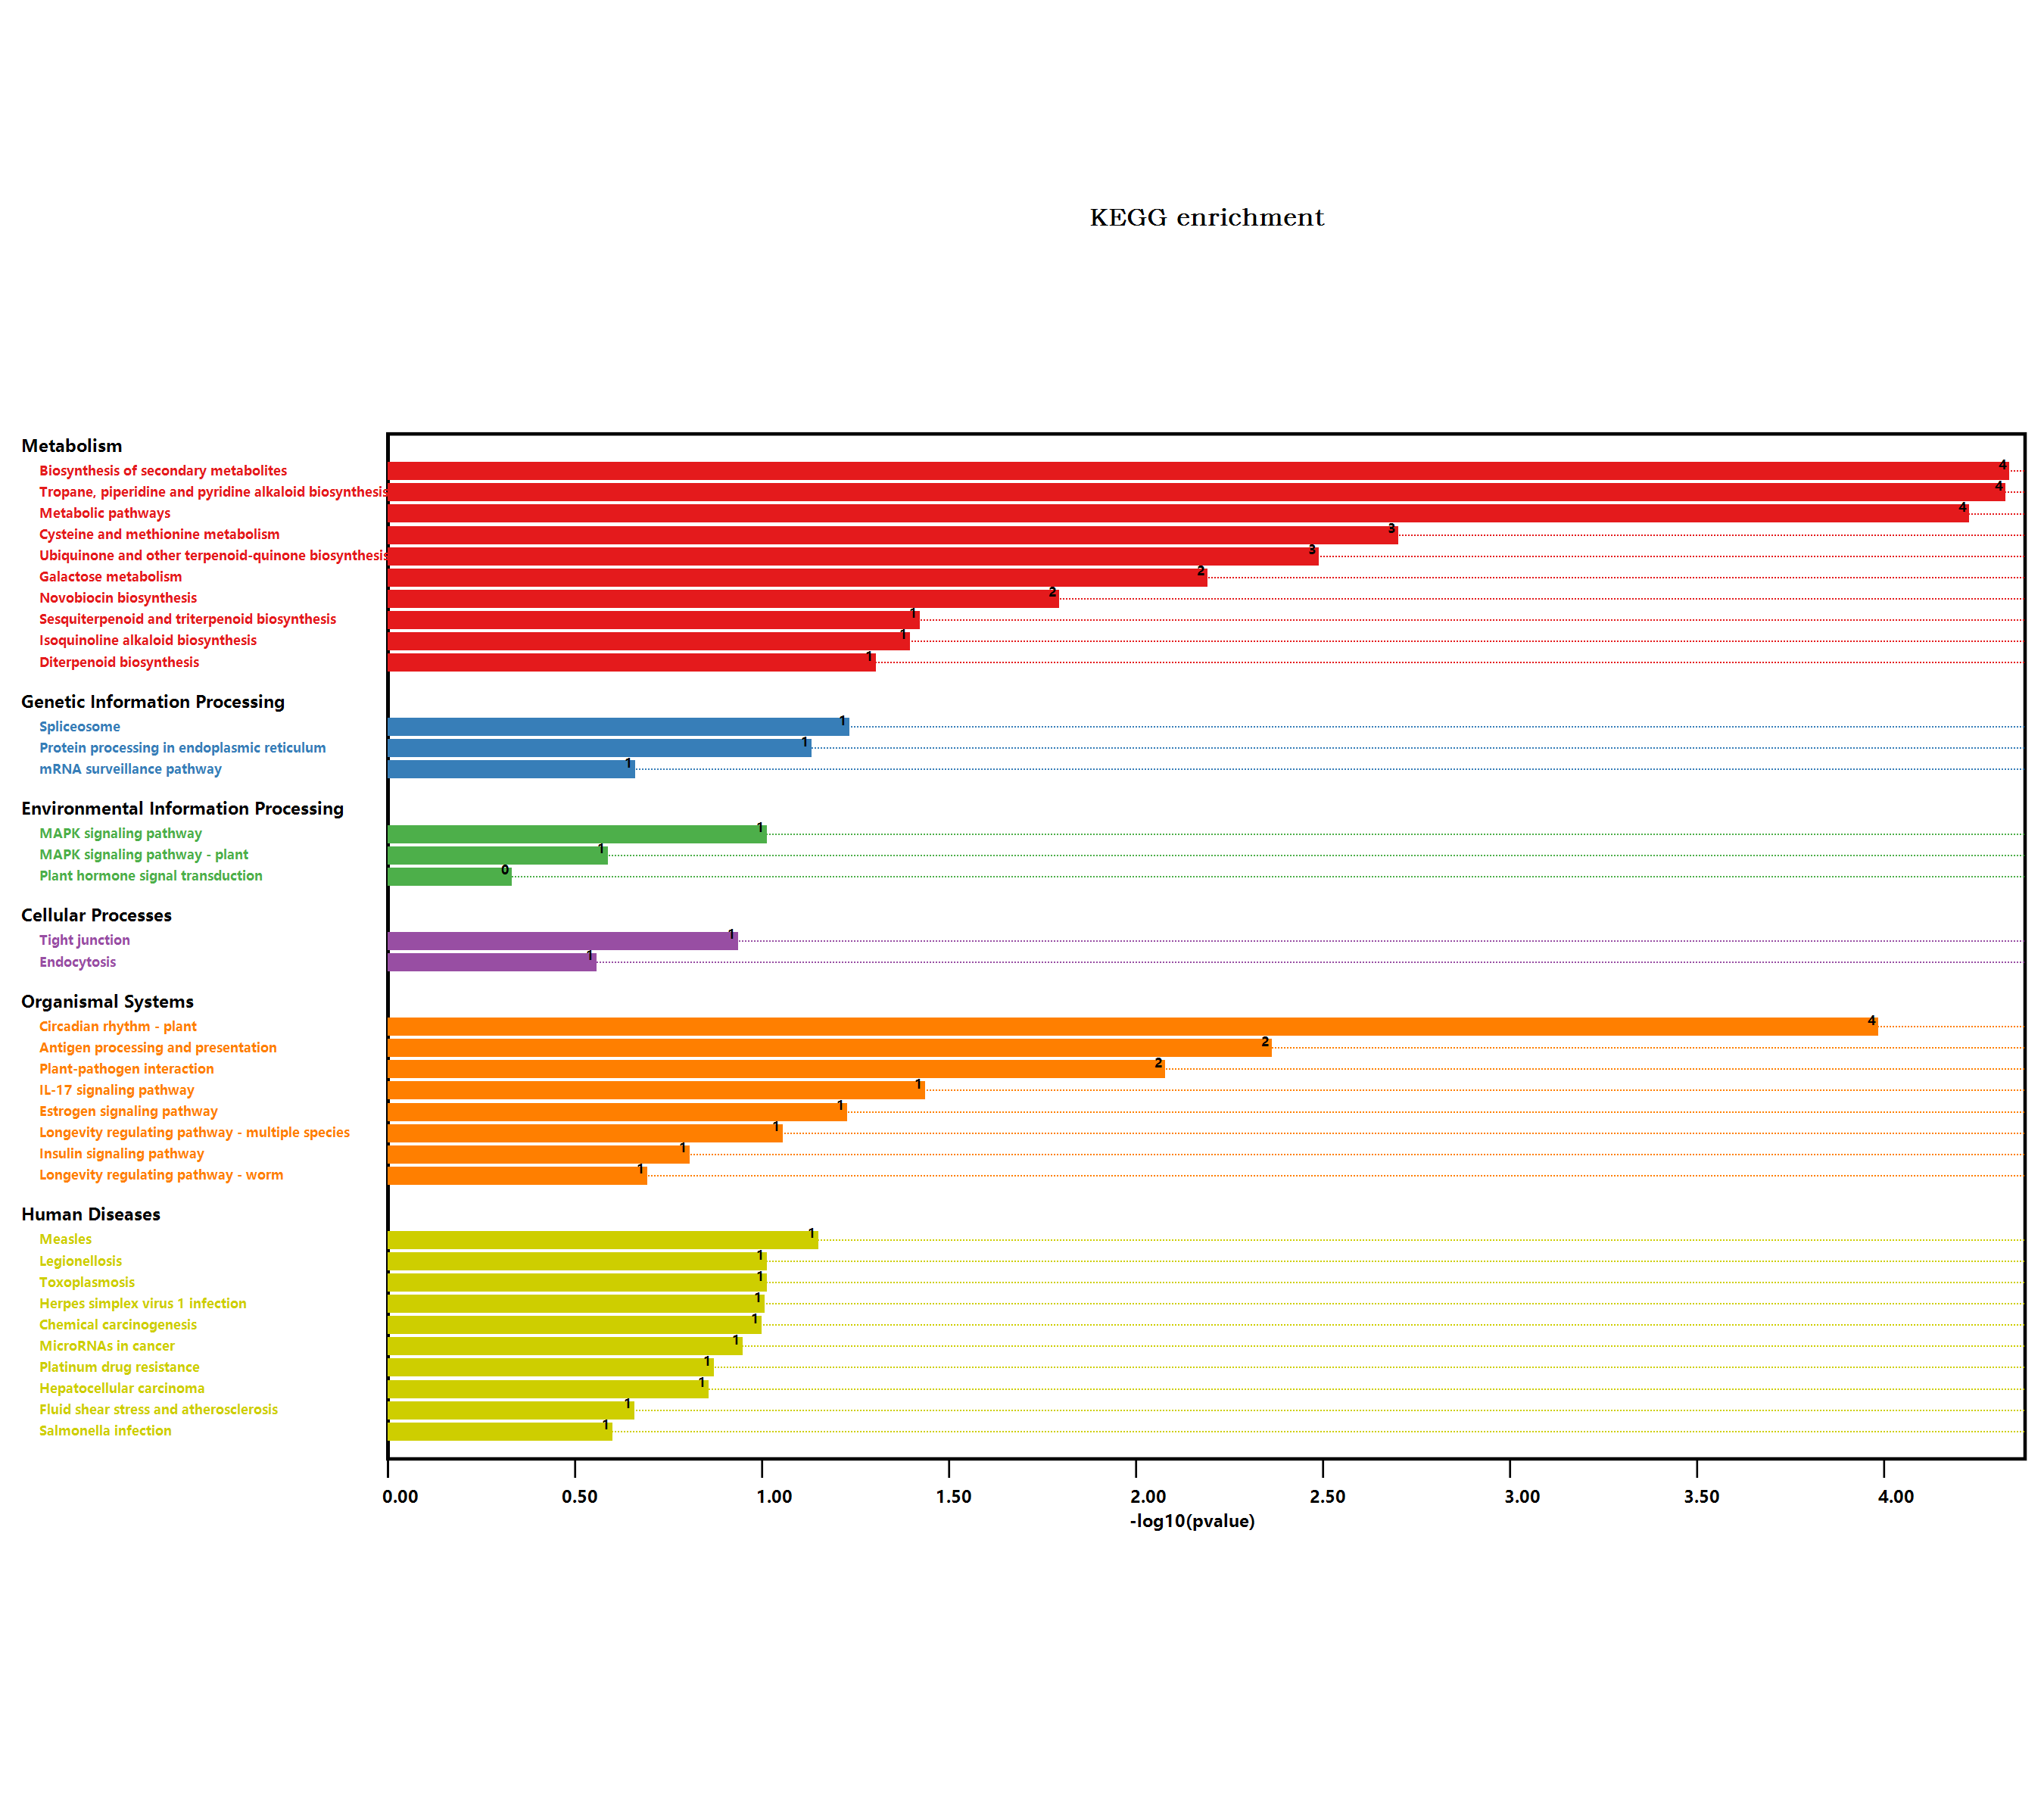 KEGG enrichment
Metabolism
Biosynthesis of secondary metabolites 4
Tropane, piperidine and pyridine alkaloid biosynthesis 4
Metabolic pathways 4
Cysteine and methionine metabolism 3
Ubiquinone and other terpenoid-quinone biosynthesis 3
Galactose metabolism 2
Novobiocin biosynthesis 2
Sesquiterpenoid and triterpenoid biosynthesis 1
Isoquinoline alkaloid biosynthesis 1
Diterpenoid biosynthesis 1
Genetic Information Processing
Spliceosome 1
Protein processing in endoplasmic reticulum 1
mRNA surveillance pathway 1
Environmental Information Processing
MAPK signaling pathway 1
MAPK signaling pathway - plant 1
Plant hormone signal transduction 0
Cellular Processes
Tight junction 1
Endocytosis 1
Organismal Systems
Circadian rhythm - plant 4
Antigen processing and presentation 2
Plant-pathogen interaction 2
IL-17 signaling pathway 1
Estrogen signaling pathway 1
Longevity regulating pathway - multiple species 1
Insulin signaling pathway 1
Longevity regulating pathway - worm 1
Human Diseases
Measles 1
Legionellosis 1
Toxoplasmosis 1
Herpes simplex virus 1 infection 1
Chemical carcinogenesis 1
MicroRNAs in cancer 1
Platinum drug resistance 1
Hepatocellular carcinoma 1
Fluid shear stress and atherosclerosis 1
Salmonella infection 1
0.00 0.50 1.00 1.50 2.00 2.50 3.00 3.50 4.00
-log10(pvalue)